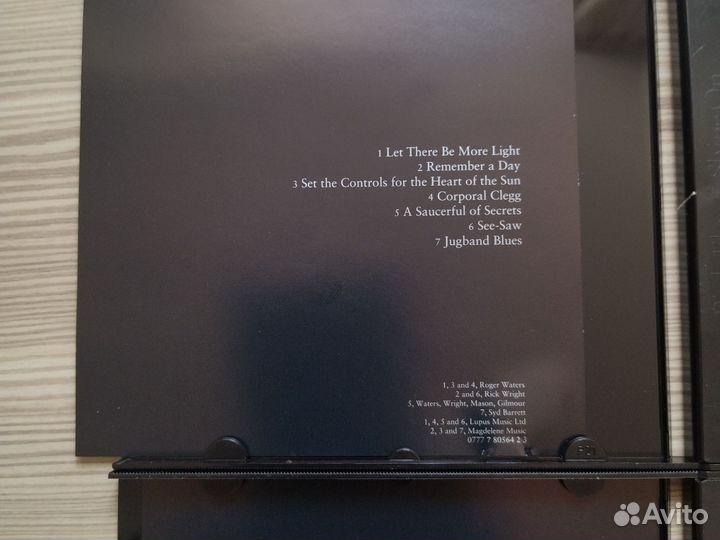 1 Let There Be More Light
2 Remember a Day
3 Set the Controls for the Heart of the Sun
4 Corporal Clegg
5 A Saucerful of Secrets
6 See-Saw
7 Jugband Blues
1, 3 and 4, Roger Waters
2 and 6, Rick Wright
5, Waters, Wright, Mason, Gilmour
7, Syd Barrett
1, 4, 5 and 6, Lupus Music Ltd
2, 3 and 7, Magdelene Music
0777 7 80564 2 3
Avito